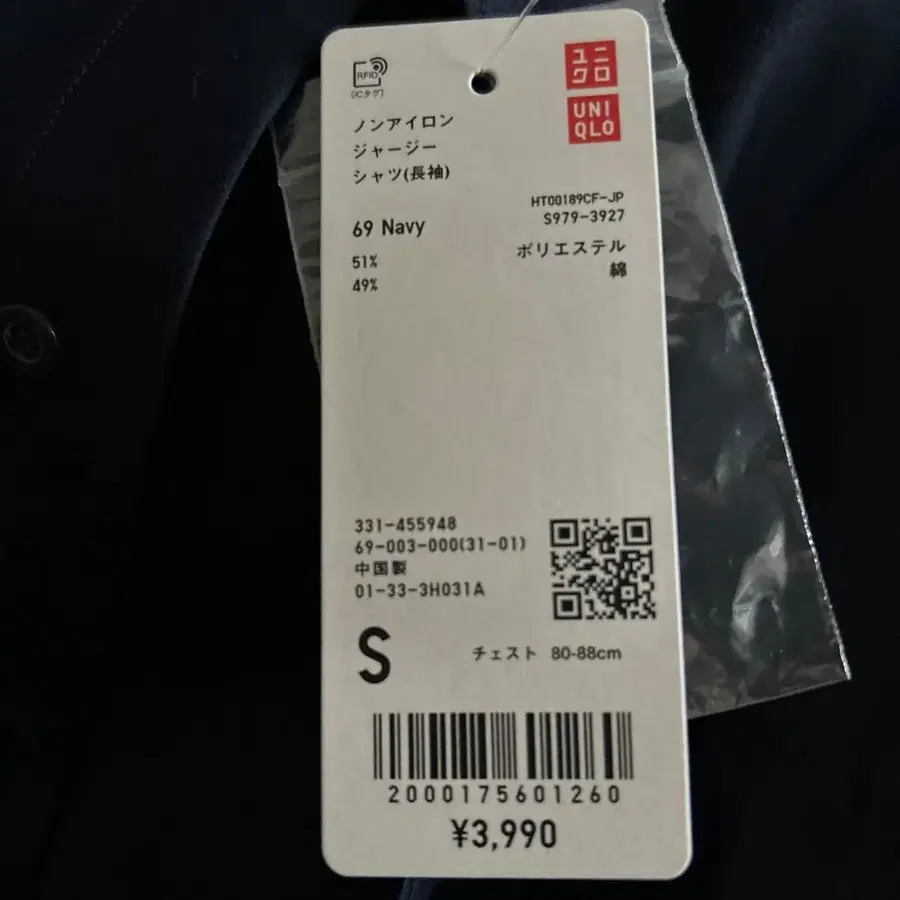 RFID
(ICタグ)
ユニ
クロ
UNI
QLO
ノンアイロン
ジャージー
シャツ(長袖)
HT00189CF-JP
S979-3927
69 Navy
51% ポリエステル
49% 綿
331-455948
69-003-000(31-01)
中国製
01-33-3H031A
S
チェスト 80-88cm
2000175601260
¥3,990